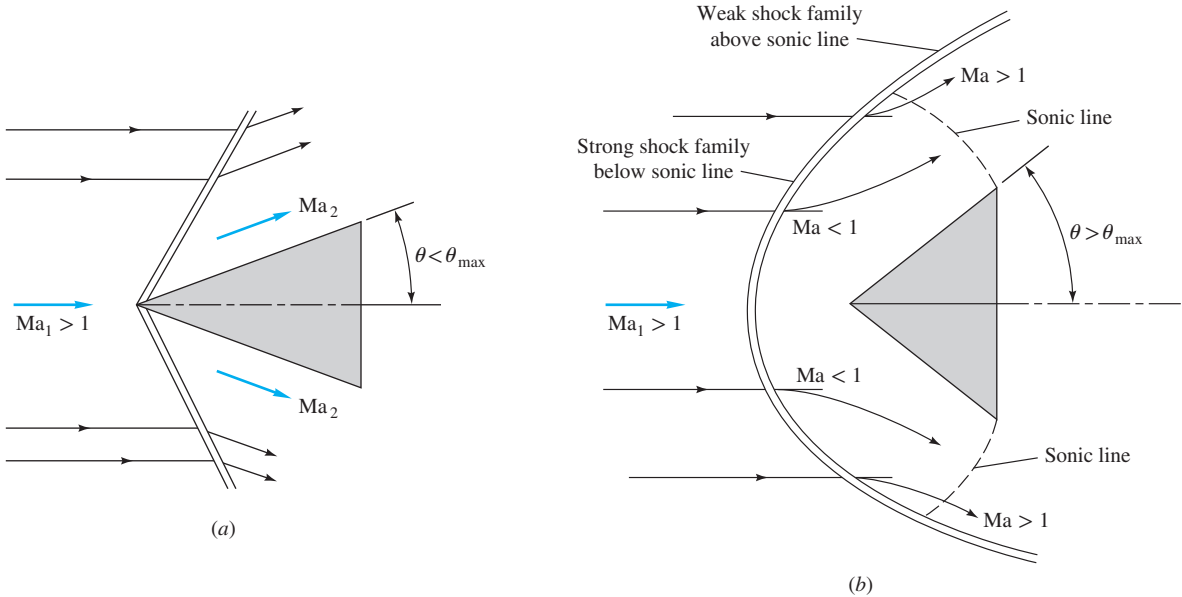 Ma₂
θ < θmax
Ma₁ > 1
Ma₂
(a)
Weak shock family
above sonic line
Ma > 1
Sonic line
Strong shock family
below sonic line
Ma < 1
θ > θmax
Ma₁ > 1
Ma < 1
Sonic line
Ma > 1
(b)